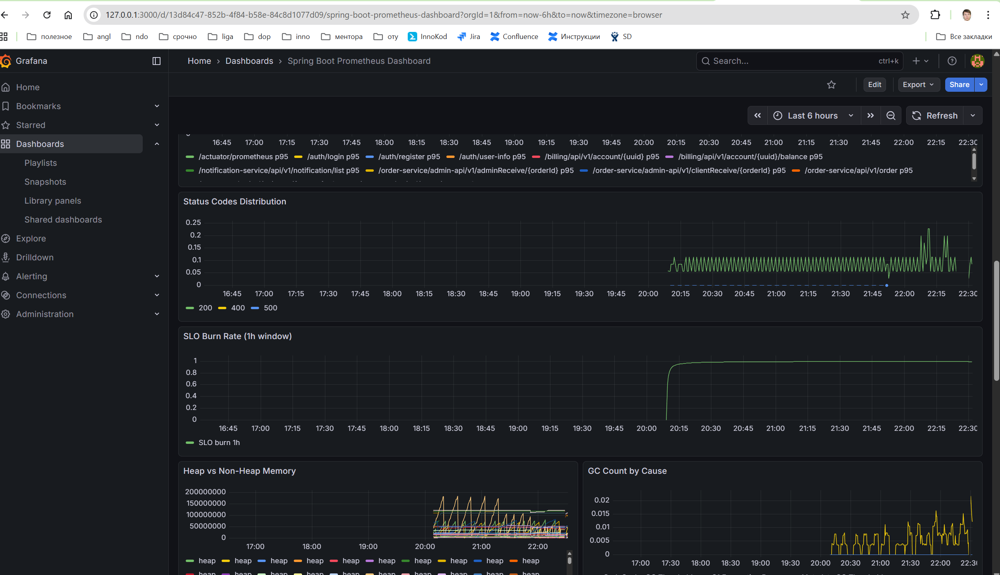 127.0.0.1:3000/d/13d84c47-852b-4f84-b58e-84c8d1077d09/spring-boot-prometheus-dashboard?orgId=1&from=now-6h&to=now&timezone=browser
полезное angl ndo срочно liga dop inno ментора оту InnoKod Jira Confluence Инструкции SD Все закладки
Grafana Home › Dashboards › Spring Boot Prometheus Dashboard Search... ctrl+k
Edit Export Share
Home
Bookmarks
Starred
Dashboards
Playlists
Snapshots
Library panels
Shared dashboards
Explore
Drilldown
Alerting
Connections
Administration
Last 6 hours Refresh
16:45 17:00 17:15 17:30 17:45 18:00 18:15 18:30 18:45 19:00 19:15 19:30 19:45 20:00 20:15 20:30 20:45 21:00 21:15 21:30 21:45 22:00 22:15 22:30
/actuator/prometheus p95 /auth/login p95 /auth/register p95 /auth/user-info p95 /billing/api/v1/account/{uuid} p95 /billing/api/v1/account/{uuid}/balance p95
/notification-service/api/v1/notification/list p95 /order-service/admin-api/v1/adminReceive/{orderId} p95 /order-service/admin-api/v1/clientReceive/{orderId} p95 /order-service/api/v1/order p95
Status Codes Distribution
0.25
0.2
0.15
0.1
0.05
0
16:45 17:00 17:15 17:30 17:45 18:00 18:15 18:30 18:45 19:00 19:15 19:30 19:45 20:00 20:15 20:30 20:45 21:00 21:15 21:30 21:45 22:00 22:15 22:30
200 400 500
SLO Burn Rate (1h window)
1
0.8
0.6
0.4
0.2
0
16:45 17:00 17:15 17:30 17:45 18:00 18:15 18:30 18:45 19:00 19:15 19:30 19:45 20:00 20:15 20:30 20:45 21:00 21:15 21:30 21:45 22:00 22:15 22:30
SLO burn 1h
Heap vs Non-Heap Memory
200000000
150000000
100000000
50000000
0
17:00 18:00 19:00 20:00 21:00 22:00
heap heap heap heap heap heap heap heap heap heap
heap heap heap heap heap heap heap heap heap heap
GC Count by Cause
0.02
0.015
0.01
0.005
0
17:00 17:30 18:00 18:30 19:00 19:30 20:00 20:30 21:00 21:30 22:00 22:30